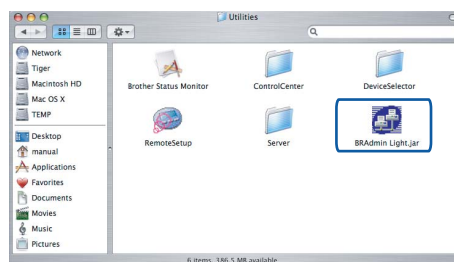 Utilities
Network
Tiger
Macintosh HD
Mac OS X
TEMP
Desktop
manual
Applications
Favorites
Documents
Movies
Music
Pictures
Brother Status Monitor
ControlCenter
DeviceSelector
RemoteSetup
Server
BRAdmin Light.jar
6 items, 386.5 MB available